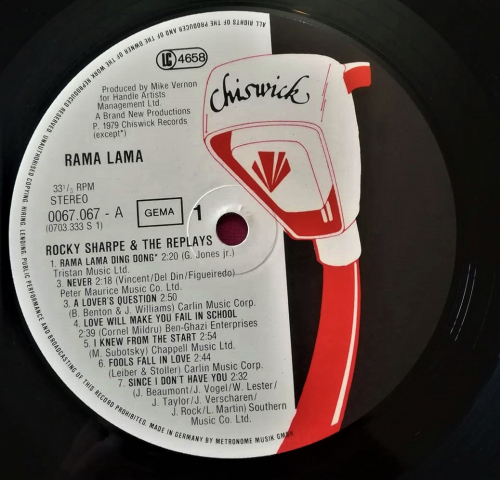 ALL RIGHTS OF THE PRODUCER AND OF THE OWNER OF THE WORK REPRODUCED RESERVED. UNAUTHORISED COPYING, HIRING, LENDING, PUBLIC PERFORMANCE AND BROADCASTING OF THIS RECORD PROHIBITED. MADE IN GERMANY BY METRONOME MUSIK GMBH
LC 4658
chiswick
Produced by Mike Vernon
for Handle Artists
Management Ltd.
A Brand New Productions
P 1979 Chiswick Records
(except*)
RAMA LAMA
33 1/3 RPM
STEREO
0067.067 - A GEMA 1
(0703.333 S 1)
ROCKY SHARPE & THE REPLAYS
1. RAMA LAMA DING DONG* 2:20 (G. Jones jr.)
Tristan Music Ltd.
3. NEVER 2:18 (Vincent/Del Din/Figueiredo)
Peter Maurice Music Co. Ltd.
3. A LOVER'S QUESTION 2:50
(B. Benton & J. Williams) Carlin Music Corp.
4. LOVE WILL MAKE YOU FAIL IN SCHOOL
2:39 (Cornel Mildru) Ben-Ghazi Enterprises
5. I KNEW FROM THE START 2:54
(M. Subotsky) Chappell Music Ltd.
6. FOOLS FALL IN LOVE 2:44
(Leiber & Stoller) Carlin Music Corp.
7. SINCE I DON'T HAVE YOU 2:32
(J. Beaumont/J. Vogel/W. Lester/
J. Taylor/J. Verscharen/
J. Rock/L. Martin) Southern
Music Co. Ltd.